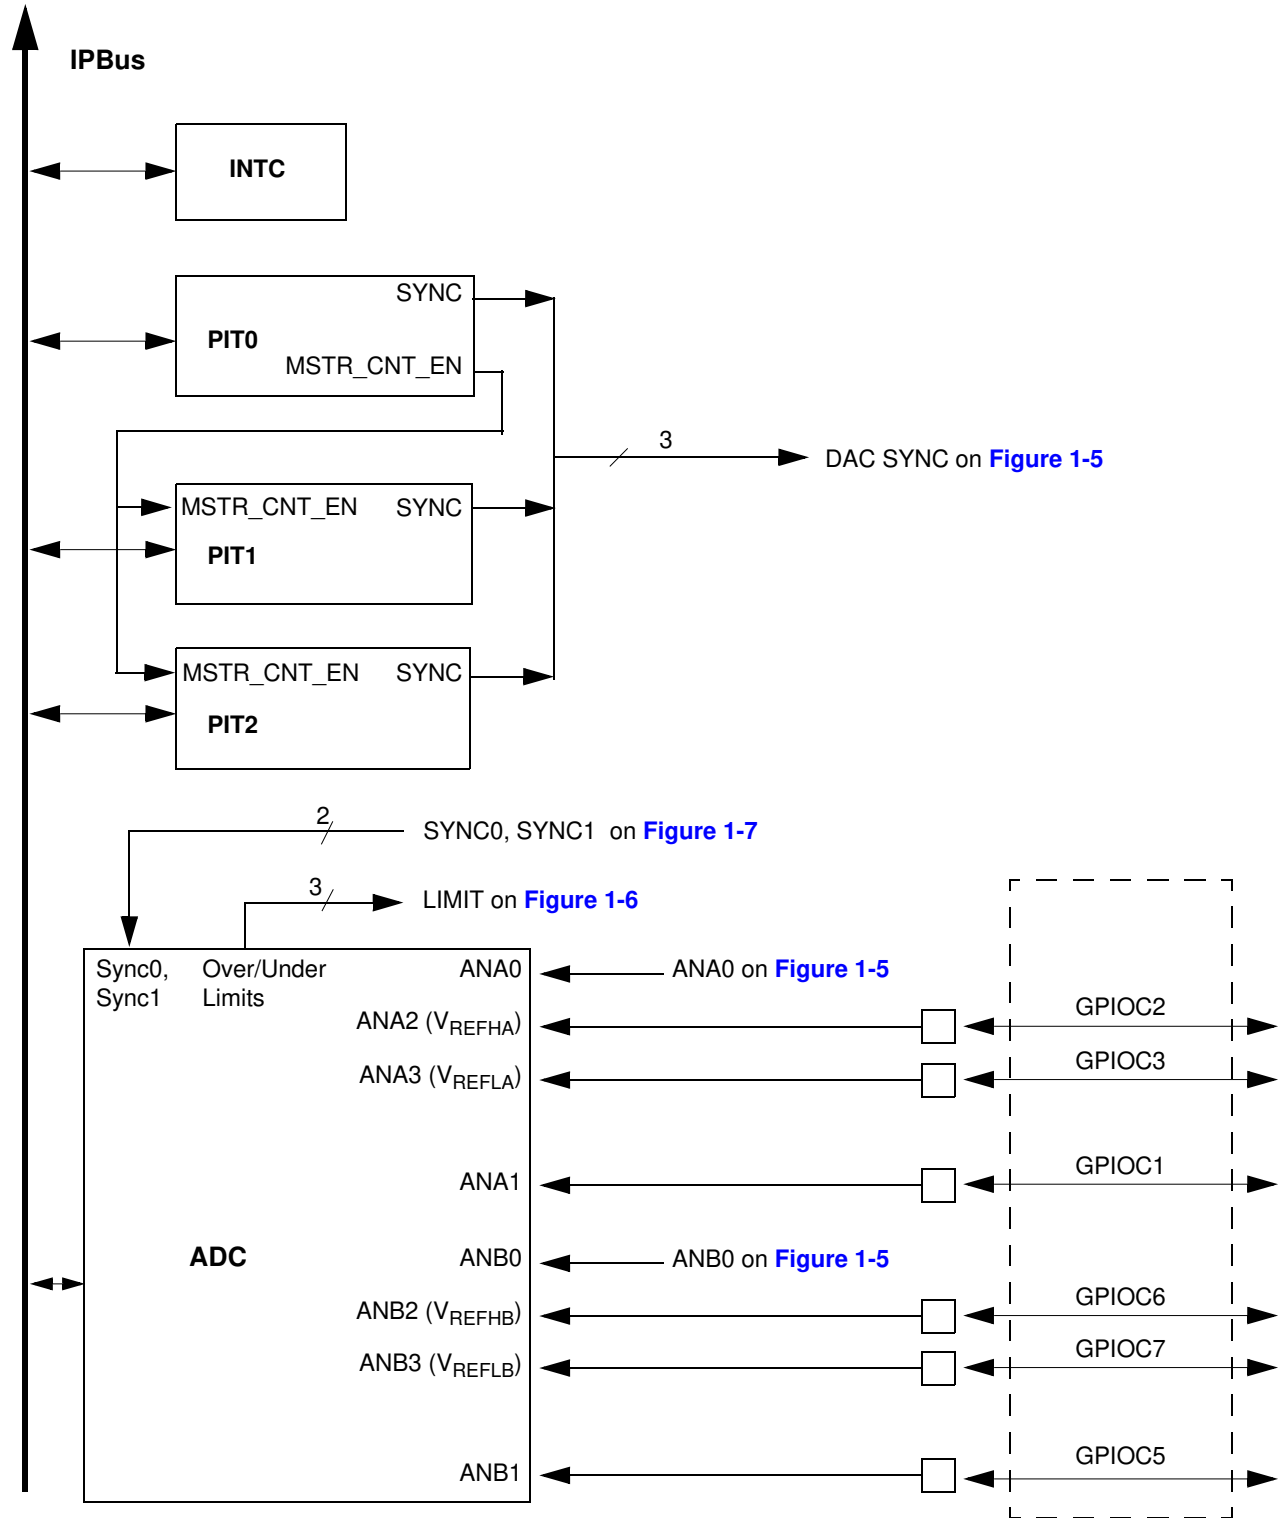 IPBus
INTC
SYNC
PIT0
MSTR_CNT_EN
3
DAC SYNC on Figure 1-5
MSTR_CNT_EN SYNC
PIT1
MSTR_CNT_EN SYNC
PIT2
2
SYNC0, SYNC1 on Figure 1-7
3
LIMIT on Figure 1-6
Sync0, Over/Under ANA0 ANA0 on Figure 1-5
Sync1 Limits
ANA2 (VREFHA) GPIOC2
ANA3 (VREFLA) GPIOC3
ANA1 GPIOC1
ADC ANB0 ANB0 on Figure 1-5
ANB2 (VREFHB) GPIOC6
ANB3 (VREFLB) GPIOC7
ANB1 GPIOC5